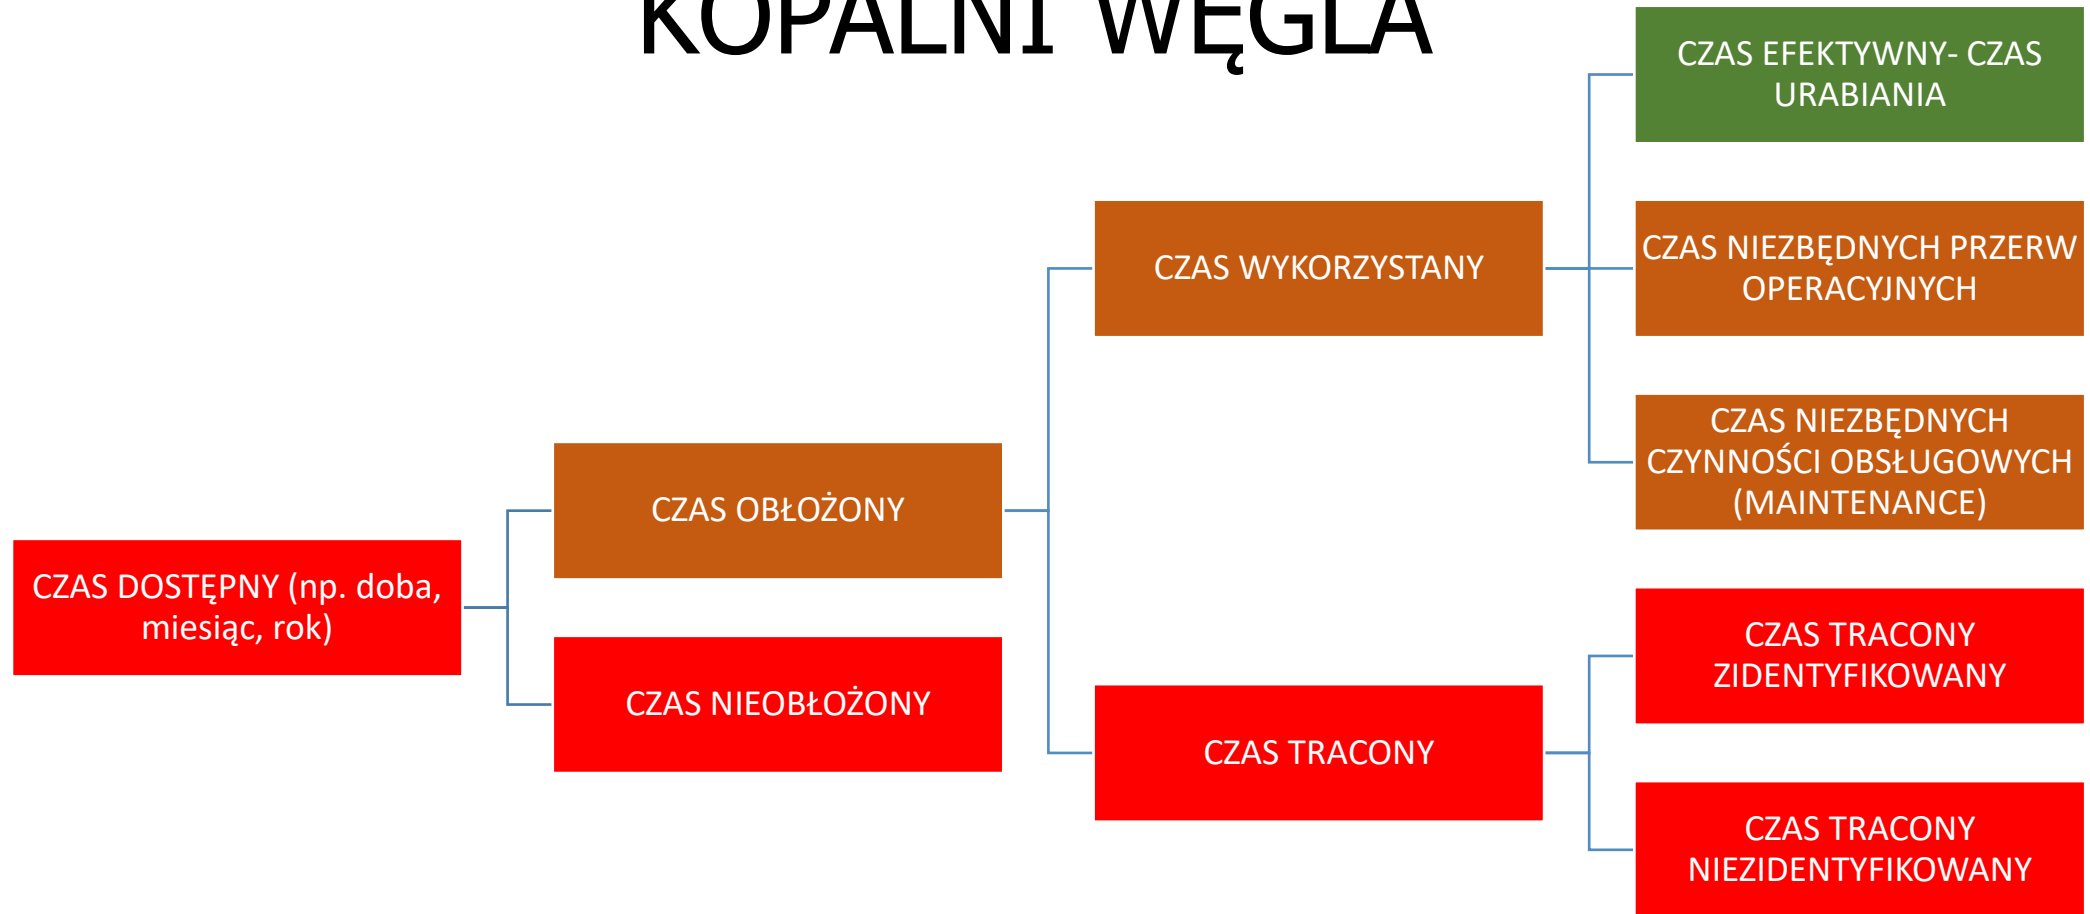 KOPALNI WĘGLA
CZAS EFEKTYWNY- CZAS
URABIANIA
CZAS WYKORZYSTANY
CZAS NIEZBĘDNYCH PRZERW
OPERACYJNYCH
CZAS NIEZBĘDNYCH
CZYNNOŚCI OBSŁUGOWYCH
(MAINTENANCE)
CZAS OBŁOŻONY
CZAS DOSTĘPNY (np. doba,
miesiąc, rok)
CZAS NIEOBŁOŻONY
CZAS TRACONY
CZAS TRACONY
ZIDENTYFIKOWANY
CZAS TRACONY
NIEZIDENTYFIKOWANY